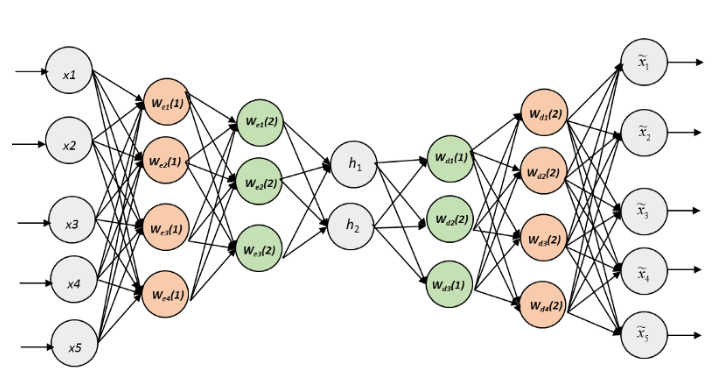 x1
x2
x3
x4
x5
We1(1)
We2(1)
We3(1)
We4(1)
We1(2)
We2(2)
We3(2)
h1
h2
Wd1(1)
Wd2(2)
Wd3(1)
Wd1(2)
Wd2(2)
Wd3(2)
Wd4(2)
x̃1
x̃2
x̃3
x̃4
x̃5